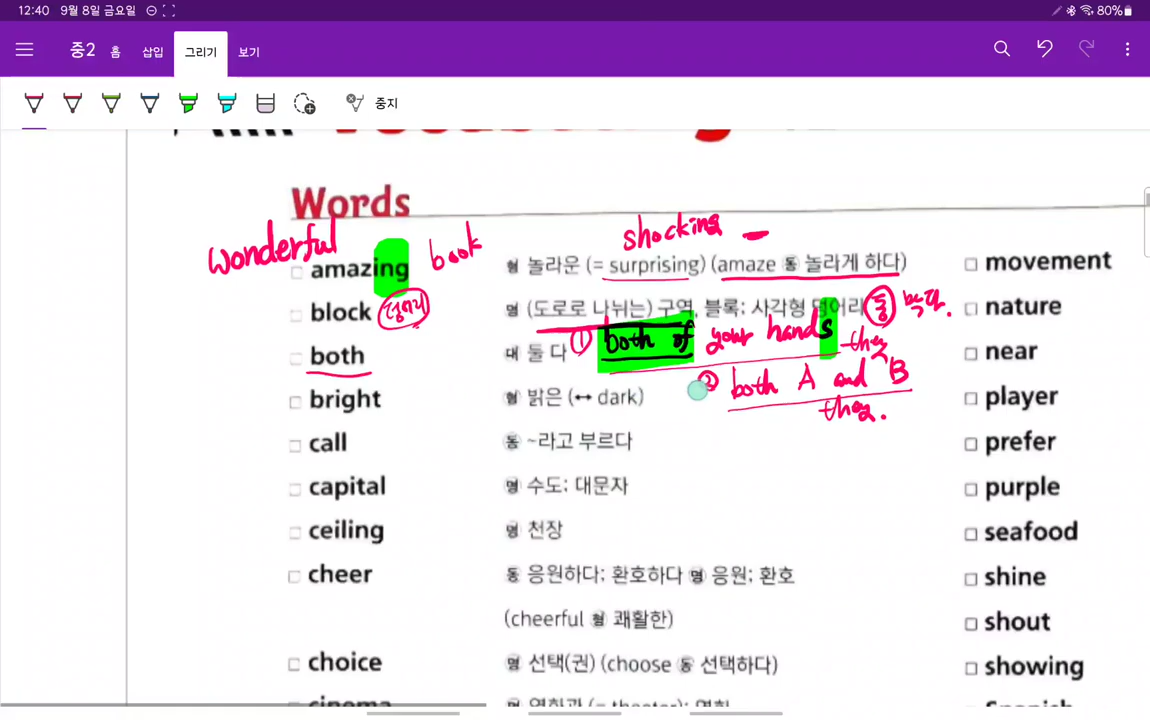 12:40 9월 8일 금요일 80%
중2 홈 삽입 그리기 보기
중지
Words
wonderful shocking
amazing book 형 놀라운 (= surprising) (amaze 동 놀라게 하다) movement
block 덩어리 명 (도로로 나뉘는) 구역, 블록; 사각형 덩어리 동 막다. nature
both 대 둘 다 ① both of your hands they near
② both A and B
they.
bright 형 밝은 (↔ dark) player
call 동 ~라고 부르다 prefer
capital 명 수도; 대문자 purple
ceiling 명 천장 seafood
cheer 동 응원하다; 환호하다 명 응원; 환호 shine
(cheerful 형 쾌활한) shout
choice 명 선택(권) (choose 동 선택하다) showing
cinema